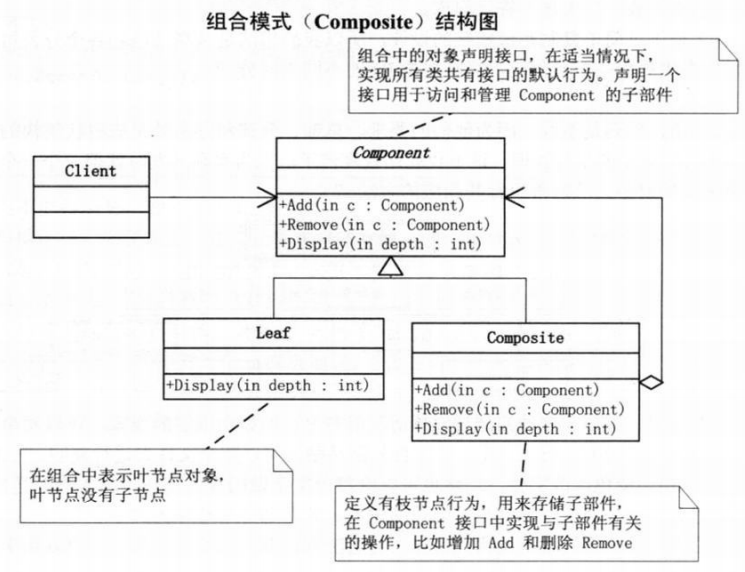 组合模式（Composite）结构图
组合中的对象声明接口，在适当情况下，
实现所有类共有接口的默认行为。声明一个
接口用于访问和管理 Component 的子部件
Client
Component
+Add(in c : Component)
+Remove(in c : Component)
+Display(in depth : int)
Leaf
+Display(in depth : int)
Composite
+Add(in c : Component)
+Remove(in c : Component)
+Display(in depth : int)
在组合中表示叶节点对象，
叶节点没有子节点
定义有枝节点行为，用来存储子部件，
在 Component 接口中实现与子部件有关
的操作，比如增加 Add 和删除 Remove